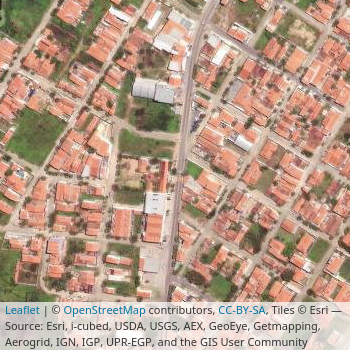 Leaflet | © OpenStreetMap contributors, CC-BY-SA, Tiles © Esri —
Source: Esri, i-cubed, USDA, USGS, AEX, GeoEye, Getmapping,
Aerogrid, IGN, IGP, UPR-EGP, and the GIS User Community